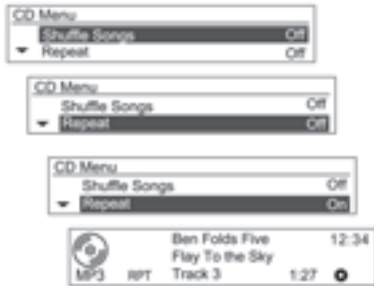 CD Menu
Shuffle Songs Off
Repeat Off
CD Menu
Shuffle Songs Off
Repeat Off
CD Menu
Shuffle Songs Off
Repeat On
Ben Folds Five 12:34
Flay To the Sky
MP3 RPT Track 3 1:27